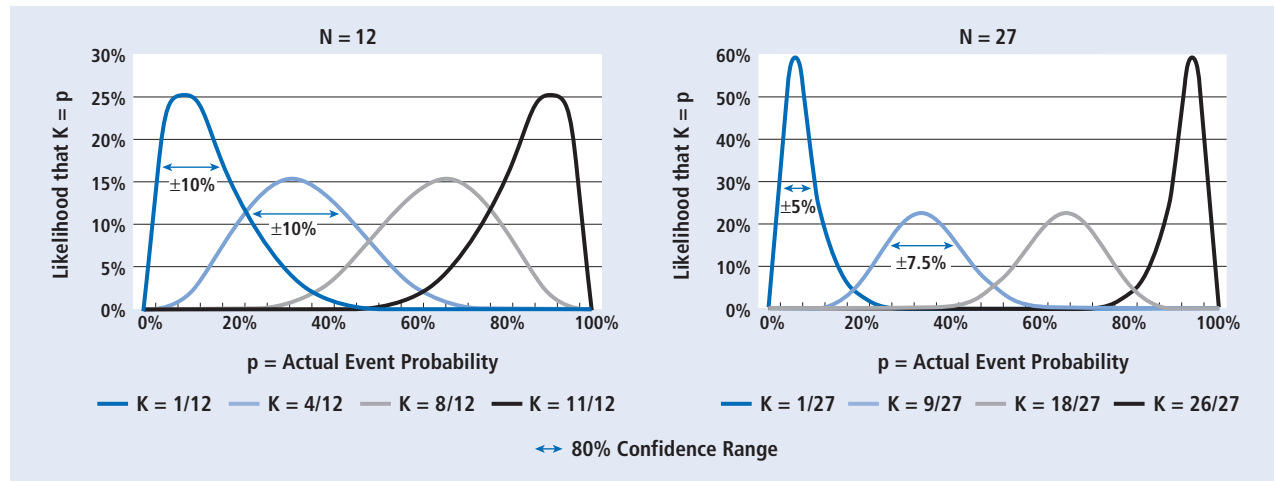 N = 12
30%
25%
20%
15%
10%
5%
0%
Likelihood that K = p
±10%
±10%
0% 20% 40% 60% 80% 100%
p = Actual Event Probability
K = 1/12 K = 4/12 K = 8/12 K = 11/12
N = 27
60%
50%
40%
30%
20%
10%
0%
Likelihood that K = p
±5%
±7.5%
0% 20% 40% 60% 80% 100%
p = Actual Event Probability
K = 1/27 K = 9/27 K = 18/27 K = 26/27
80% Confidence Range